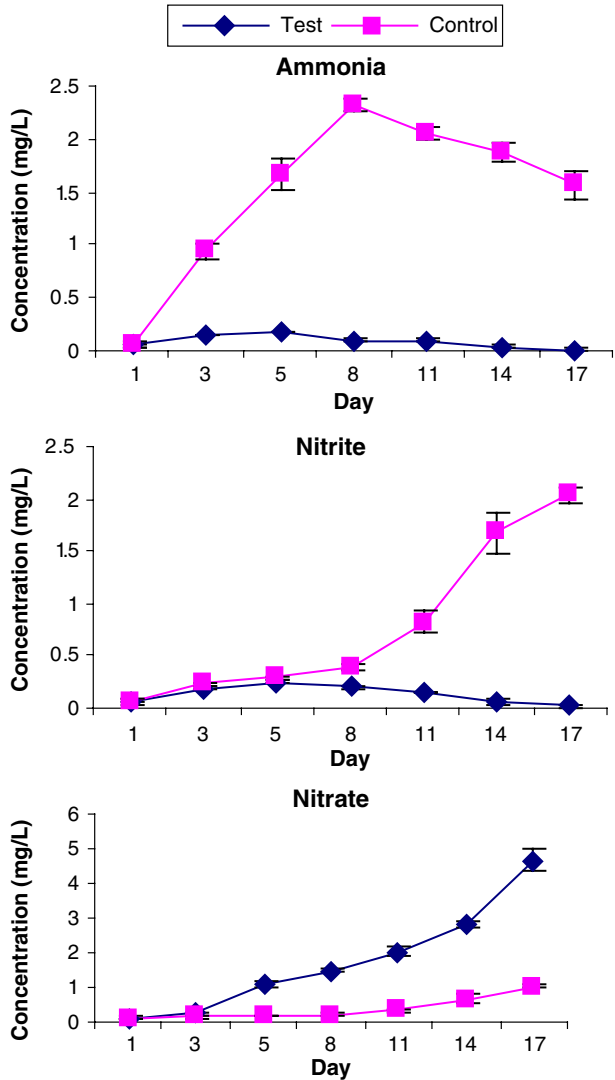 Test Control
Ammonia
Concentration (mg/L)
2.5
2
1.5
1
0.5
0
1 3 5 8 11 14 17
Day
Nitrite
Concentration (mg/L)
2.5
2
1.5
1
0.5
0
1 3 5 8 11 14 17
Day
Nitrate
Concentration (mg/L)
6
5
4
3
2
1
0
1 3 5 8 11 14 17
Day